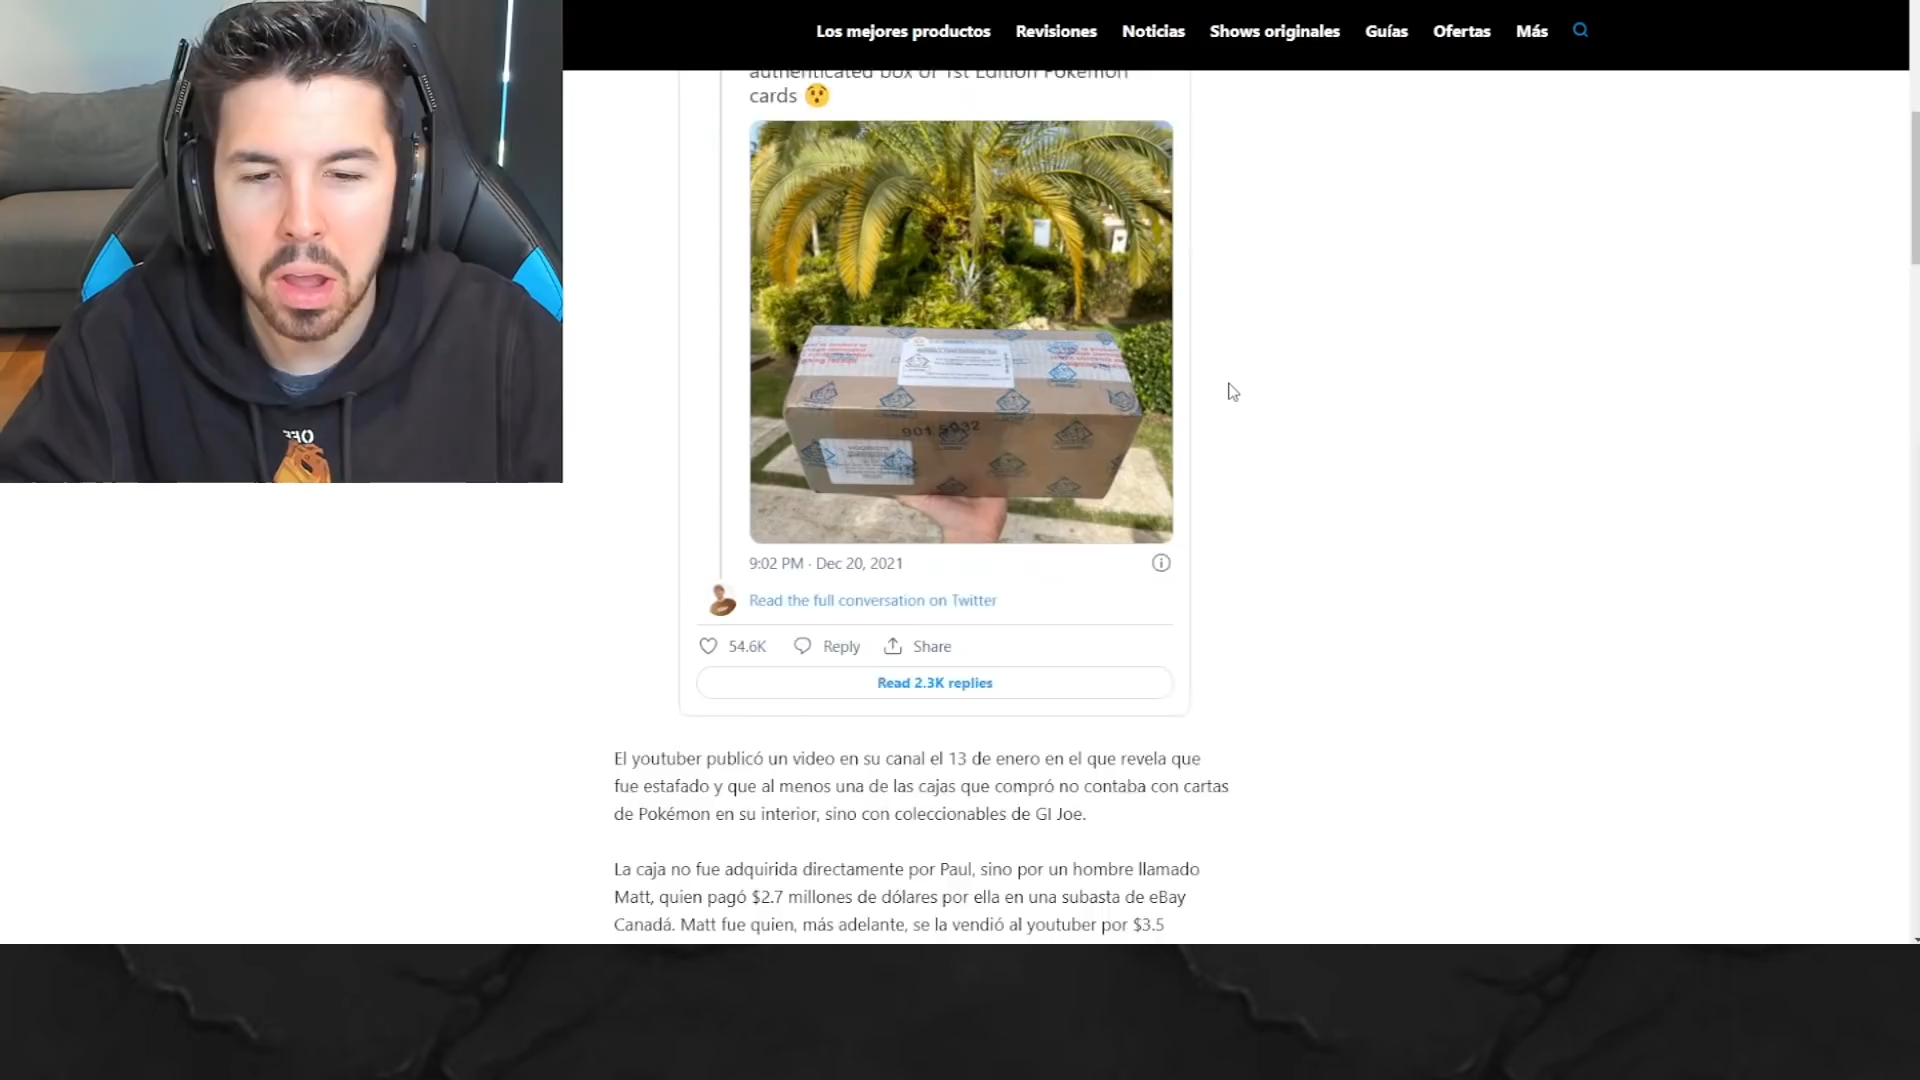 Los mejores productos Revisiones Noticias Shows originales Guías Ofertas Más
authenticated box of 1st Edition Pokémon
cards 😯
901 5032
9:02 PM · Dec 20, 2021
Read the full conversation on Twitter
54.6K Reply Share
Read 2.3K replies
El youtuber publicó un video en su canal el 13 de enero en el que revela que
fue estafado y que al menos una de las cajas que compró no contaba con cartas
de Pokémon en su interior, sino con coleccionables de GI Joe.
La caja no fue adquirida directamente por Paul, sino por un hombre llamado
Matt, quien pagó $2.7 millones de dólares por ella en una subasta de eBay
Canadá. Matt fue quien, más adelante, se la vendió al youtuber por $3.5